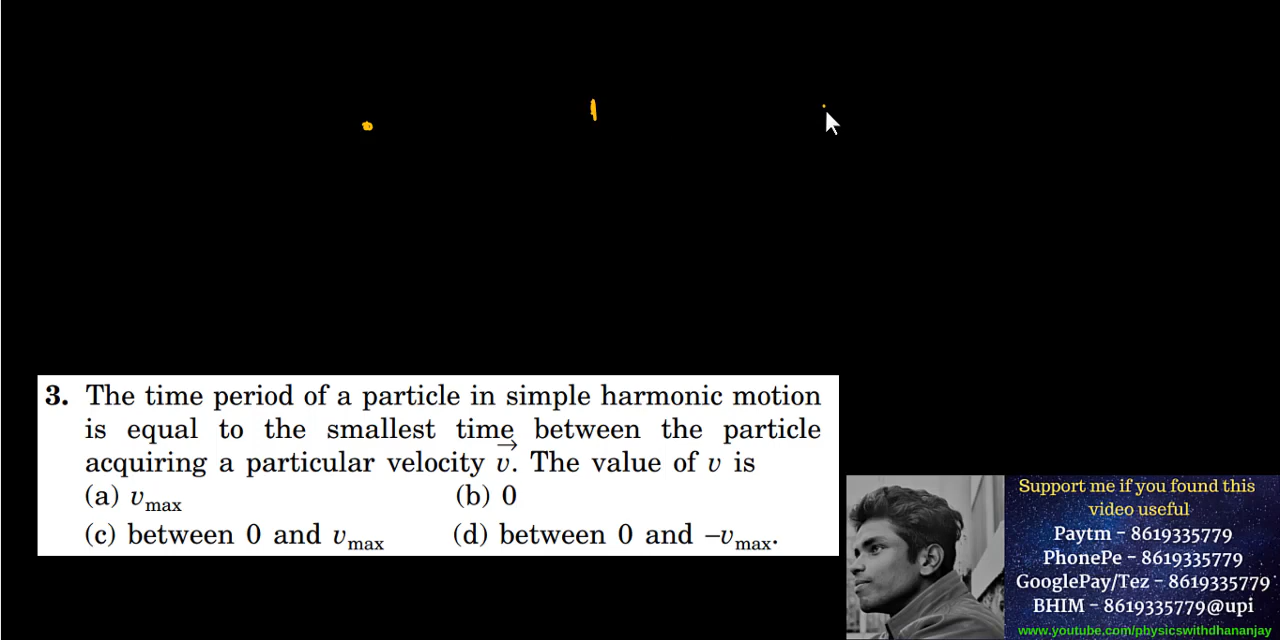 3. The time period of a particle in simple harmonic motion
is equal to the smallest time between the particle
acquiring a particular velocity v⃗. The value of v is
(a) vmax (b) 0
(c) between 0 and vmax (d) between 0 and –vmax.
Support me if you found this
video useful
Paytm - 8619335779
PhonePe - 8619335779
GooglePay/Tez - 8619335779
BHIM - 8619335779@upi
www.youtube.com/physicswithdhananjay